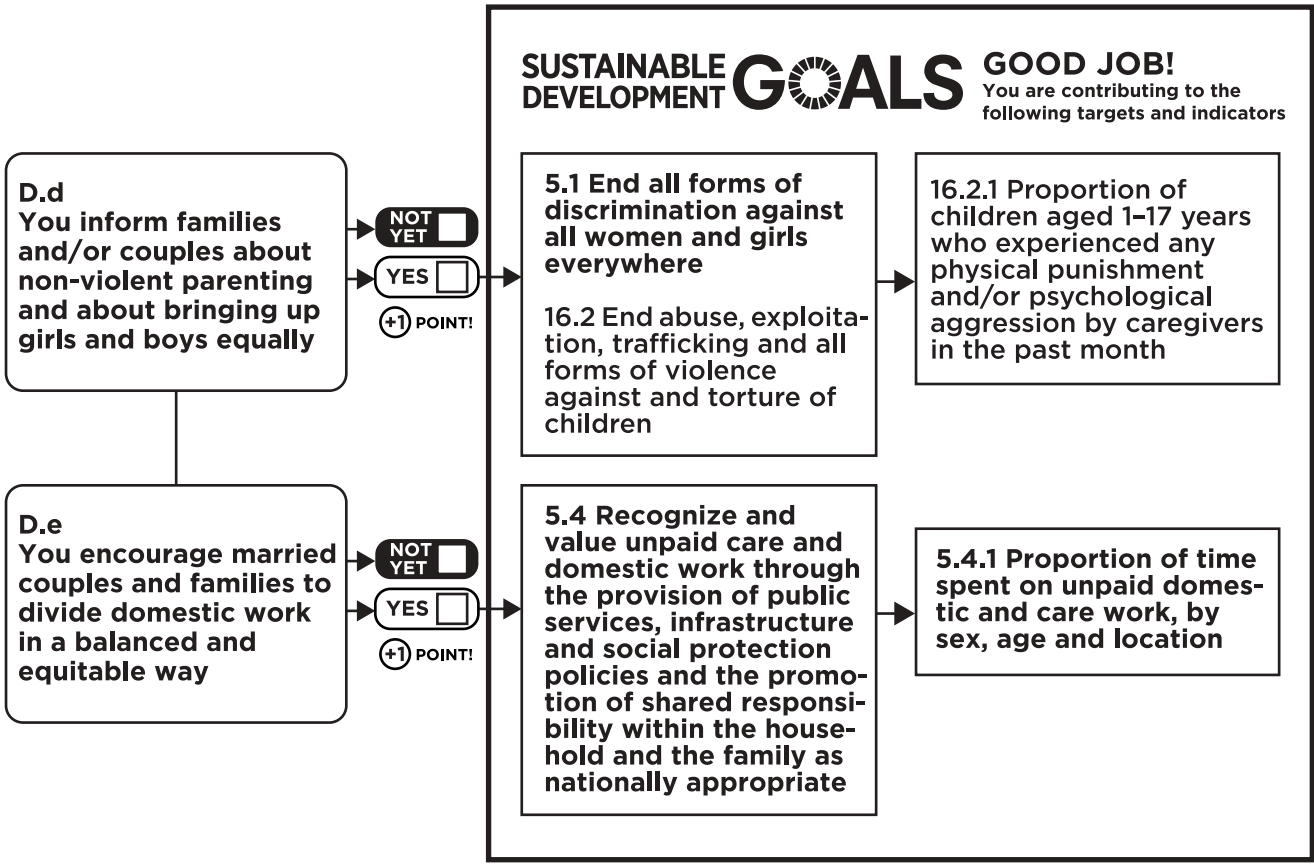 SUSTAINABLE
DEVELOPMENT
GOALS
GOOD JOB!
You are contributing to the
following targets and indicators
D.d
You inform families
and/or couples about
non-violent parenting
and about bringing up
girls and boys equally
NOT
YET
YES
+1 POINT!
5.1 End all forms of
discrimination against
all women and girls
everywhere
16.2 End abuse, exploita-
tion, trafficking and all
forms of violence
against and torture of
children
16.2.1 Proportion of
children aged 1–17 years
who experienced any
physical punishment
and/or psychological
aggression by caregivers
in the past month
D.e
You encourage married
couples and families to
divide domestic work
in a balanced and
equitable way
NOT
YET
YES
+1 POINT!
5.4 Recognize and
value unpaid care and
domestic work through
the provision of public
services, infrastructure
and social protection
policies and the promo-
tion of shared responsi-
bility within the house-
hold and the family as
nationally appropriate
5.4.1 Proportion of time
spent on unpaid domes-
tic and care work, by
sex, age and location